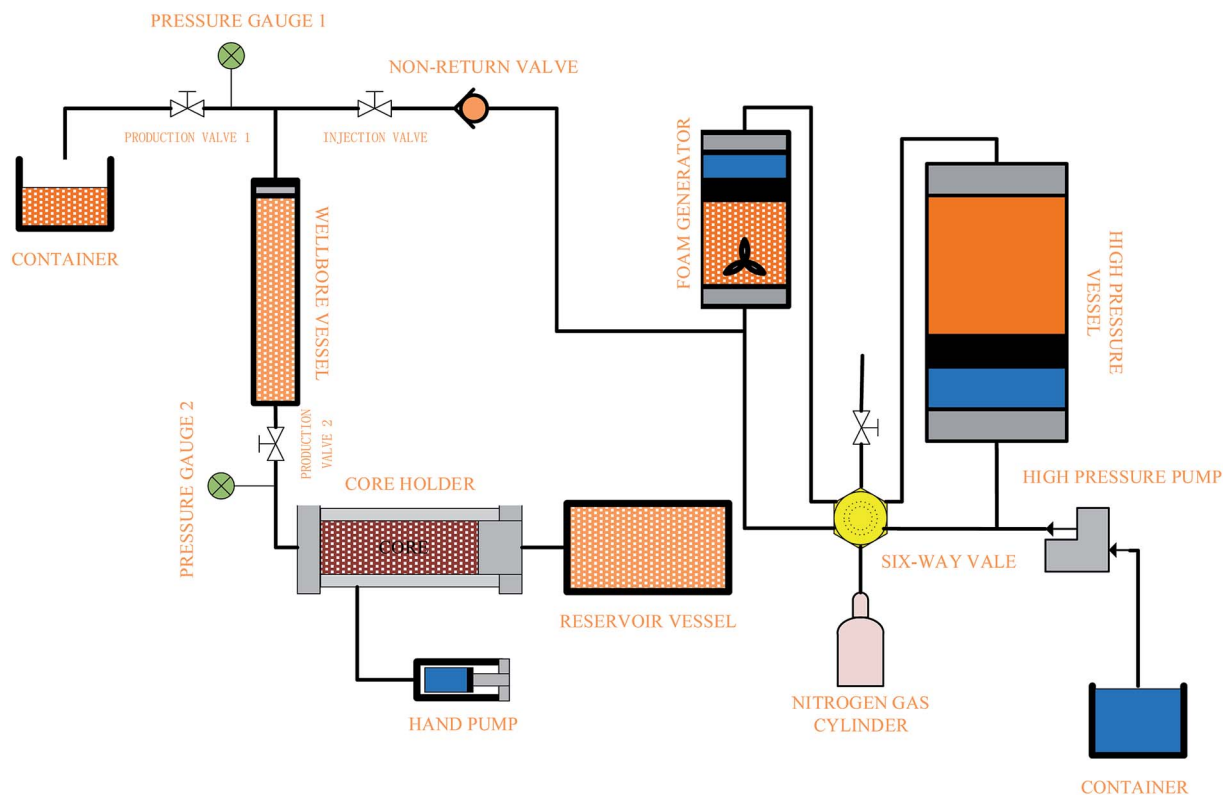 PRESSURE GAUGE 1
NON-RETURN VALVE
PRODUCTION VALVE 1
INJECTION VALVE
CONTAINER
WELLBORE VESSEL
FOAM GENERATOR
HIGH PRESSURE
VESSEL
PRESSURE GAUGE 2
PRODUCTION
VALVE 2
CORE HOLDER
CORE
HIGH PRESSURE PUMP
SIX-WAY VALE
RESERVOIR VESSEL
HAND PUMP
NITROGEN GAS
CYLINDER
CONTAINER